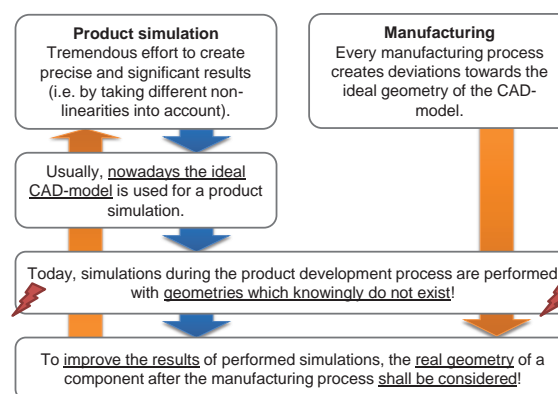 Product simulation
Tremendous effort to create
precise and significant results
(i.e. by taking different non-
linearities into account).
Manufacturing
Every manufacturing process
creates deviations towards the
ideal geometry of the CAD-
model.
Usually, nowadays the ideal
CAD-model is used for a product
simulation.
Today, simulations during the product development process are performed
with geometries which knowingly do not exist!
To improve the results of performed simulations, the real geometry of a
component after the manufacturing process shall be considered!